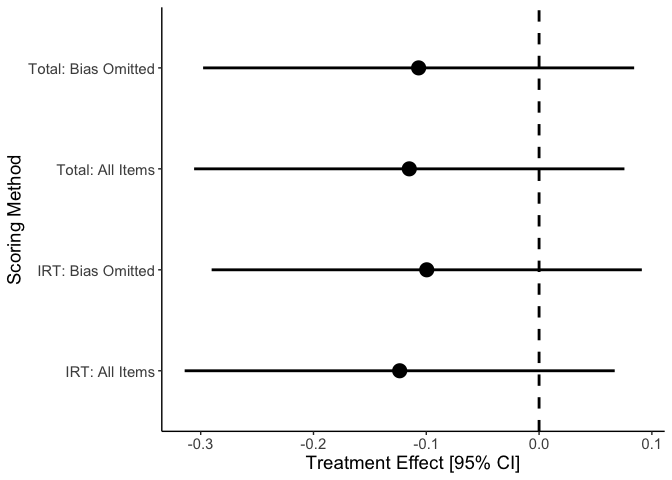 Scoring Method
Total: Bias Omitted
Total: All Items
IRT: Bias Omitted
IRT: All Items
-0.3 -0.2 -0.1 0.0 0.1
Treatment Effect [95% CI]